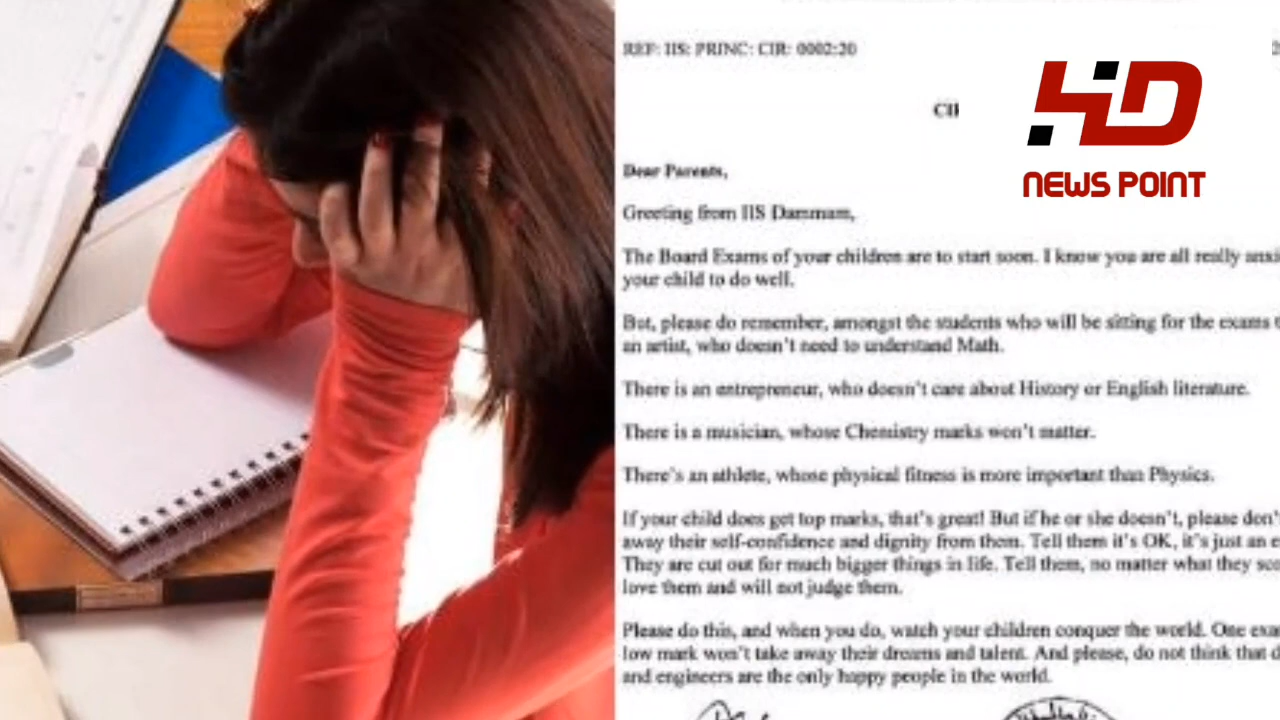 REF: IIS: PRINC: CIR: 0002:20
Dear Parents,
Greeting from IIS Dammam,
The Board Exams of your children are to start soon. I know you are all really anxi
your child to do well.
But, please do remember, amongst the students who will be sitting for the exams
an artist, who doesn't need to understand Math.
There is an entrepreneur, who doesn't care about History or English literature.
There is a musician, whose Chemistry marks won't matter.
There's an athlete, whose physical fitness is more important than Physics.
If your child does get top marks, that's great! But if he or she doesn't, please don'
away their self-confidence and dignity from them. Tell them it's OK, it's just an e
They are cut out for much bigger things in life. Tell them, no matter what they sco
love them and will not judge them.
Please do this, and when you do, watch your children conquer the world. One exa
low mark won't take away their dreams and talent. And please, do not think that d
and engineers are the only happy people in the world.
HD
NEWS POINT